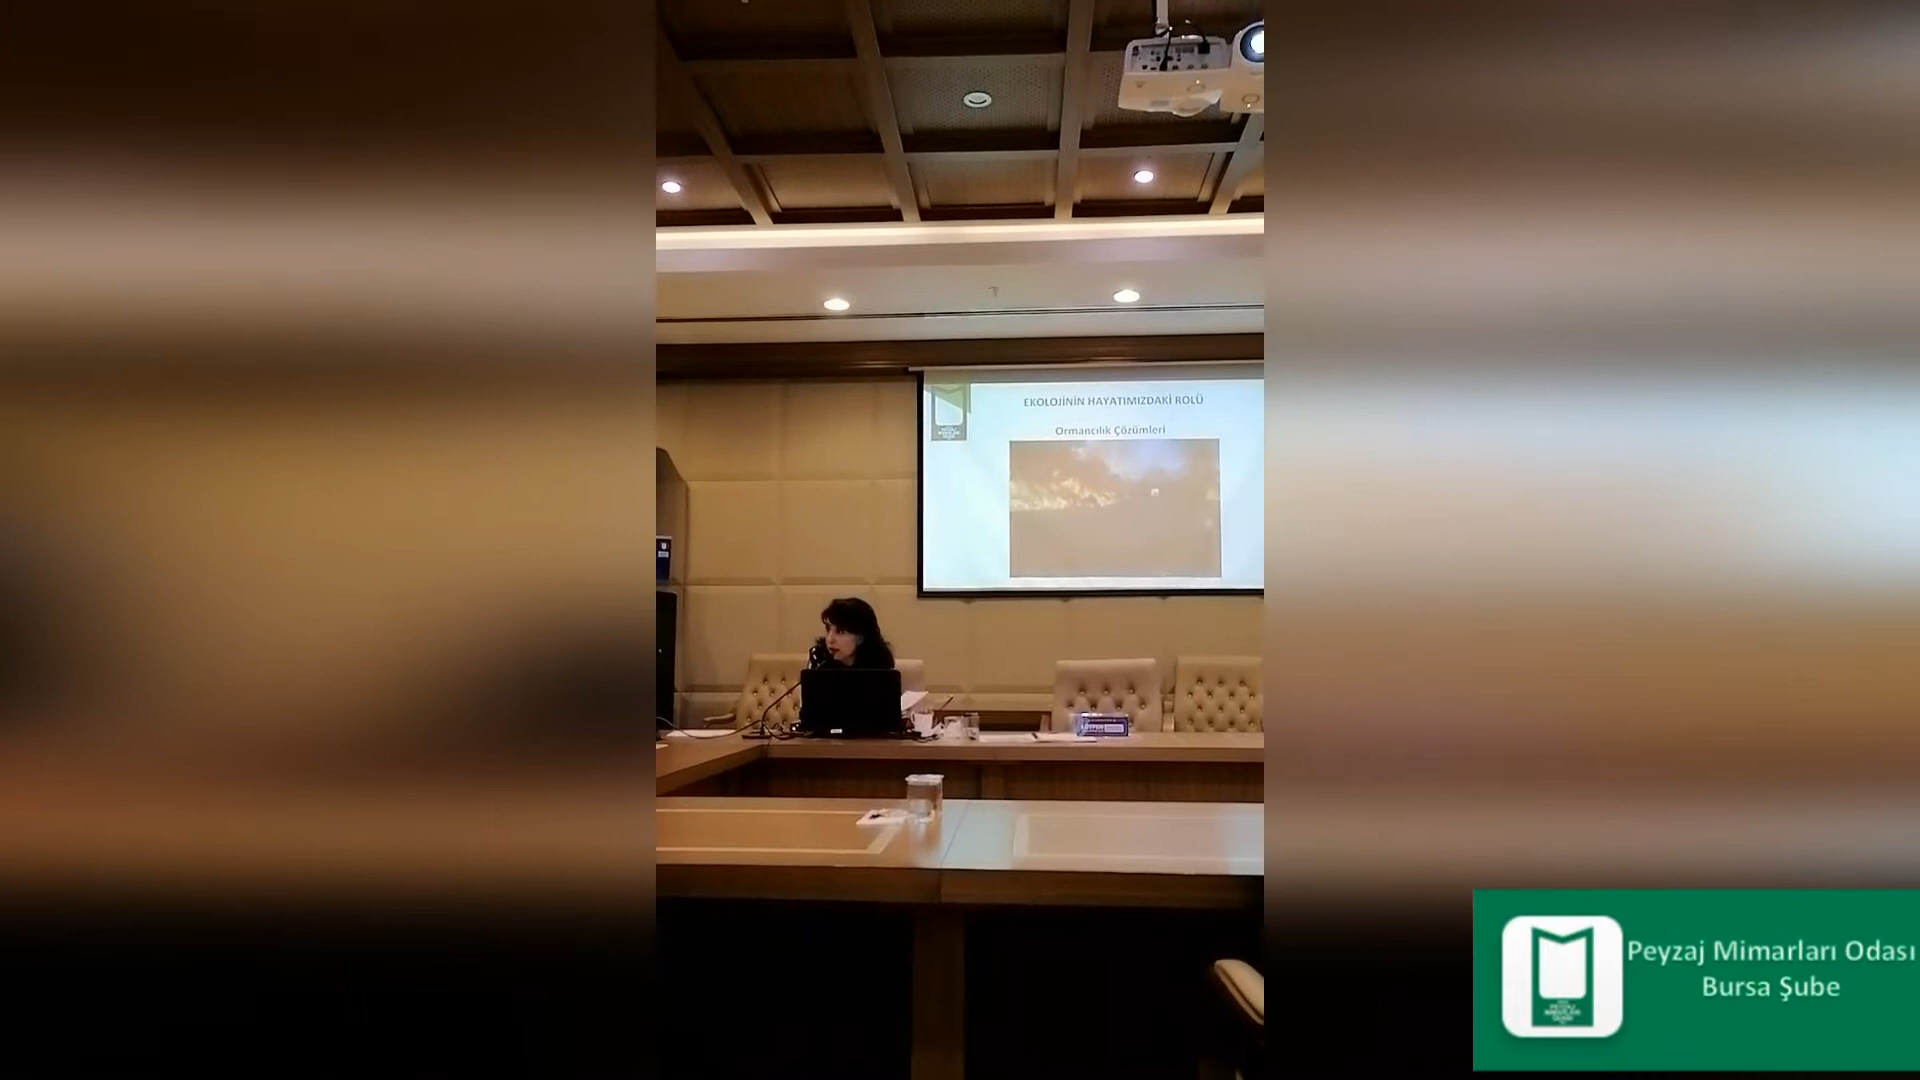 EKOLOJİNİN HAYATIMIZDAKİ ROLÜ
Ormancılık Çözümleri
Peyzaj Mimarları Odası
Bursa Şube